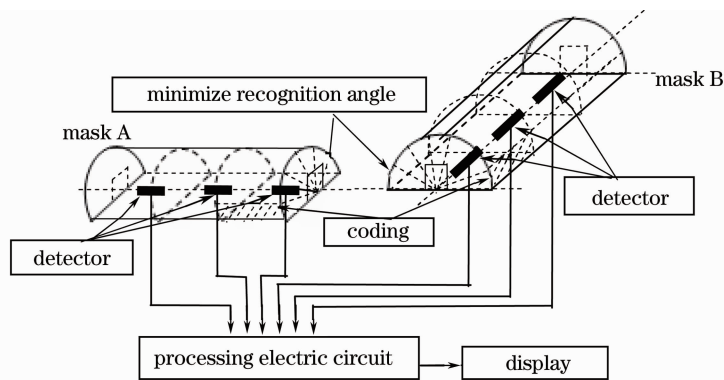 minimize recognition angle
mask B
mask A
detector
coding
detector
processing electric circuit
display